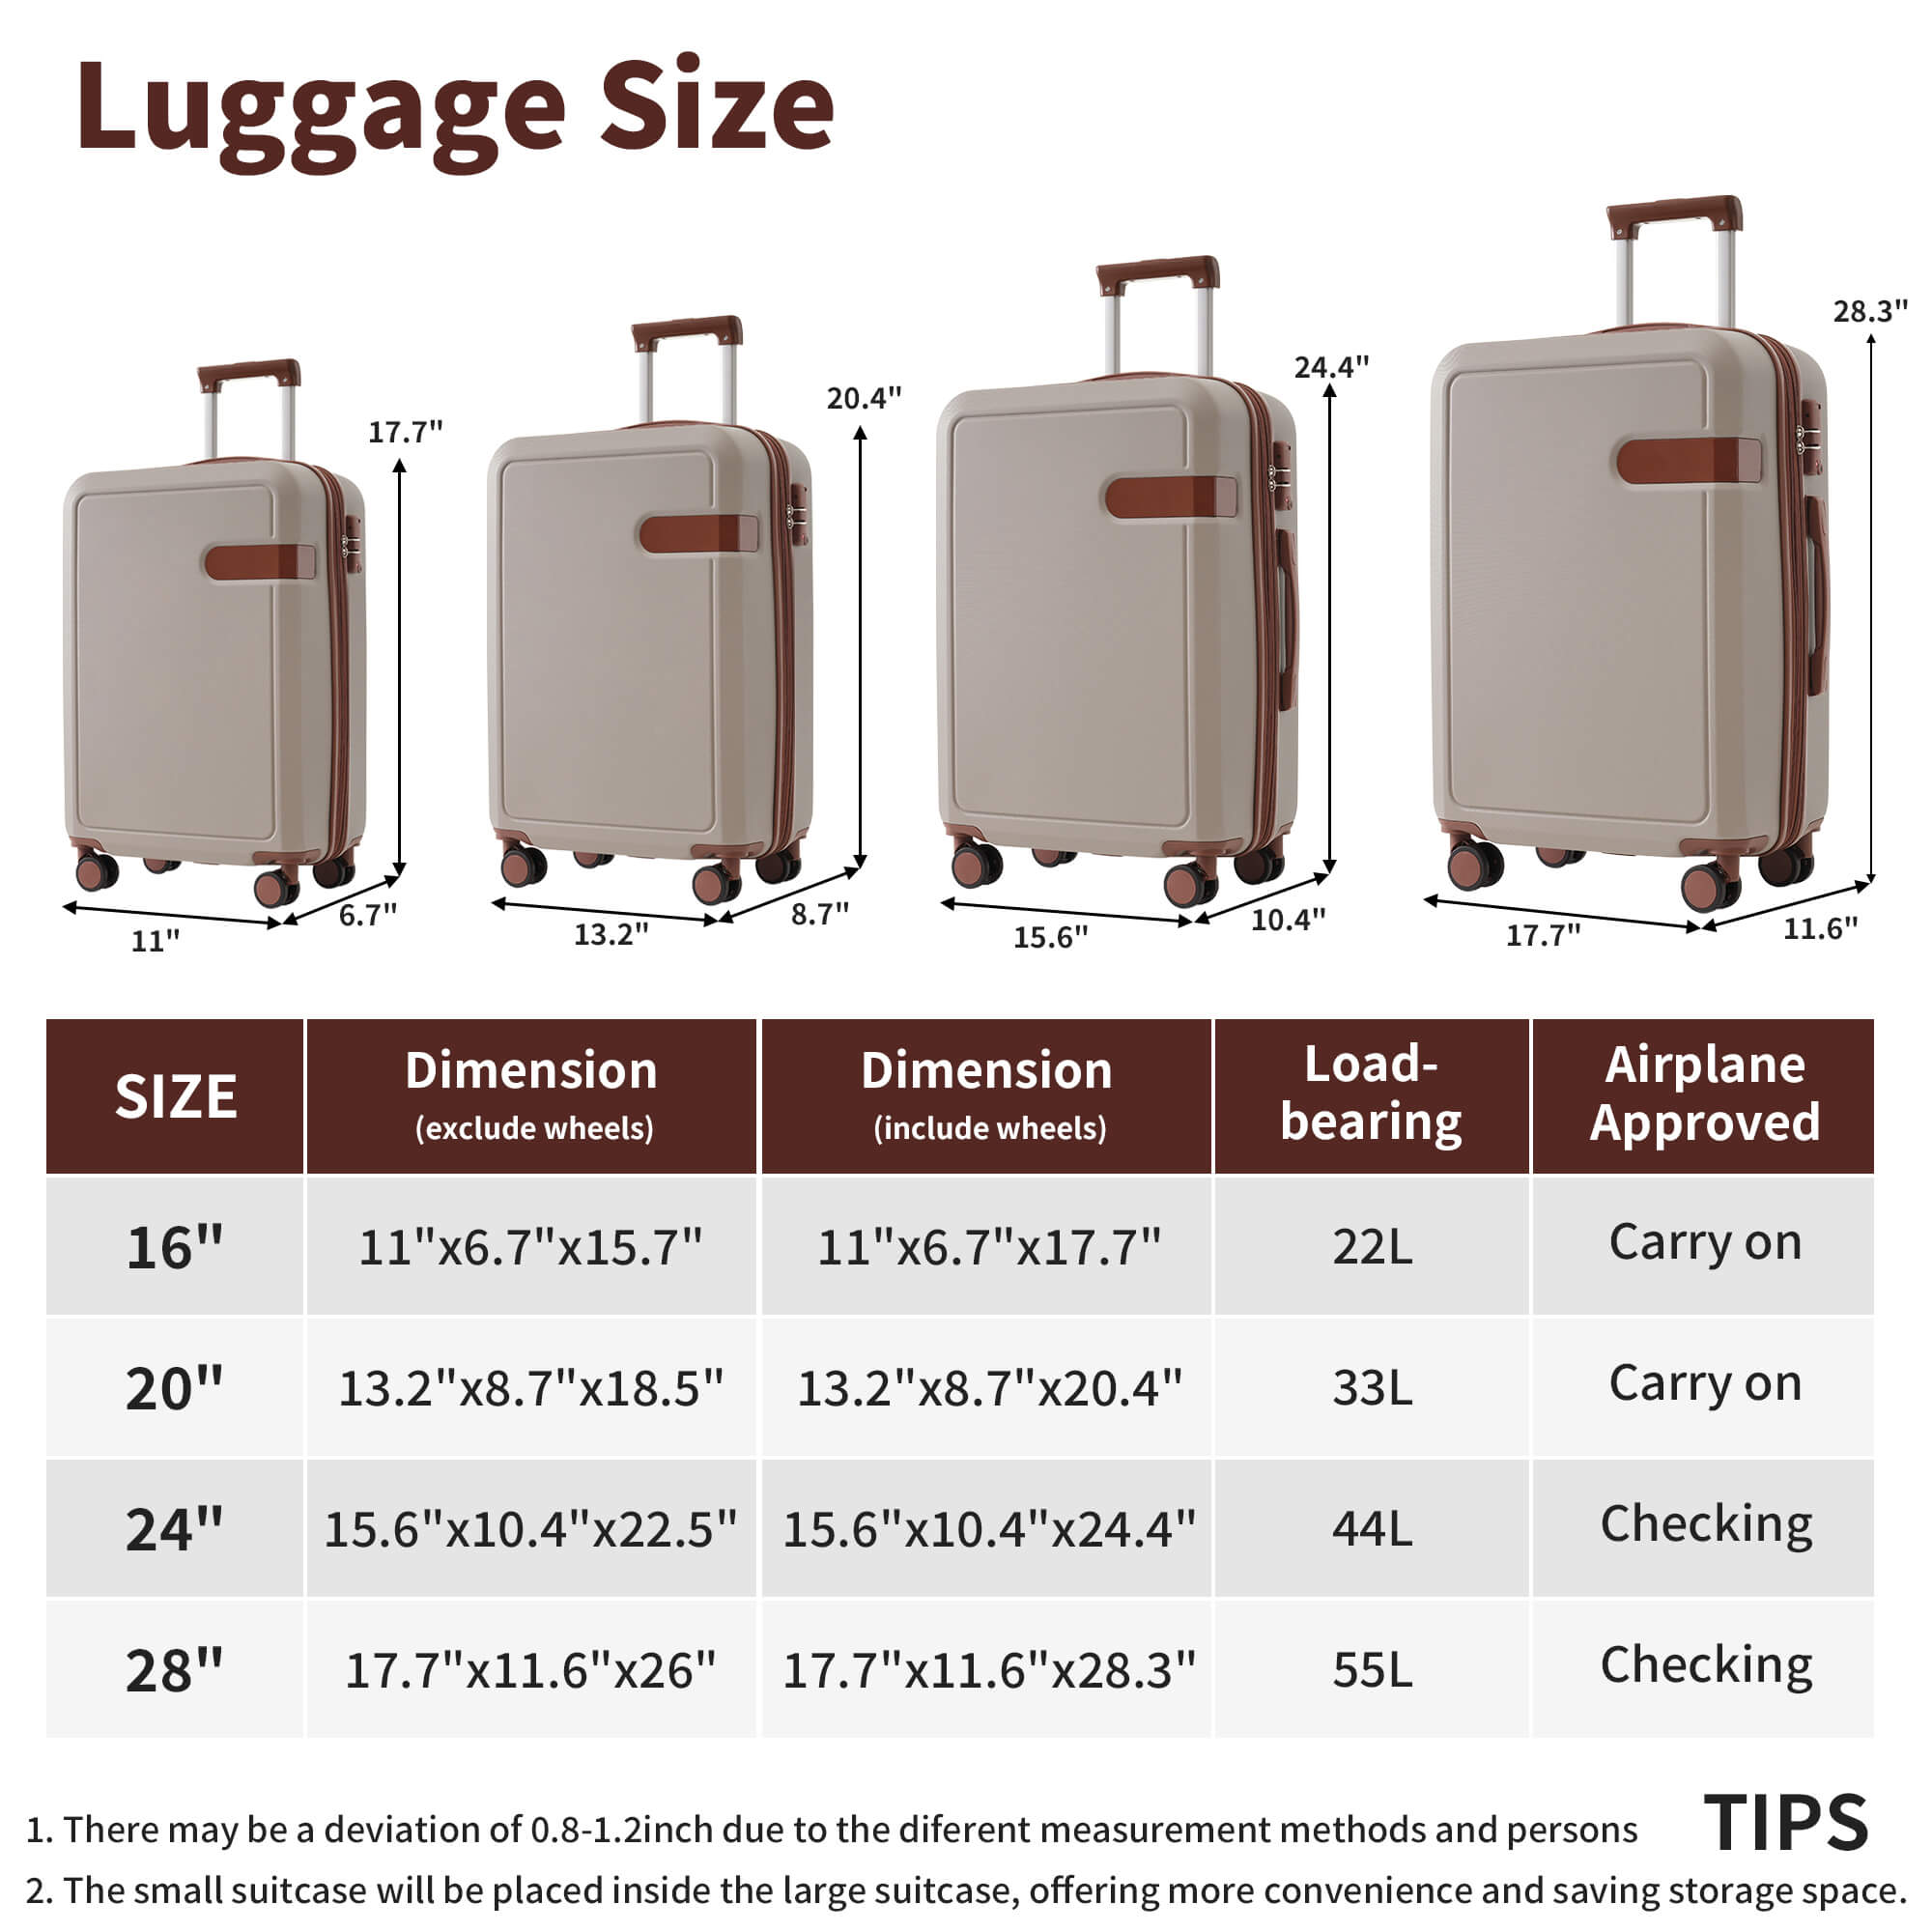 Luggage Size
17.7"
20.4"
24.4"
28.3"
11"
6.7"
13.2"
8.7"
15.6"
10.4"
17.7"
11.6"
SIZE
Dimension
(exclude wheels)
Dimension
(include wheels)
Load-
bearing
Airplane
Approved
16" 11"x6.7"x15.7" 11"x6.7"x17.7" 22L Carry on
20" 13.2"x8.7"x18.5" 13.2"x8.7"x20.4" 33L Carry on
24" 15.6"x10.4"x22.5" 15.6"x10.4"x24.4" 44L Checking
28" 17.7"x11.6"x26" 17.7"x11.6"x28.3" 55L Checking
TIPS
1. There may be a deviation of 0.8-1.2inch due to the diferent measurement methods and persons
2. The small suitcase will be placed inside the large suitcase, offering more convenience and saving storage space.